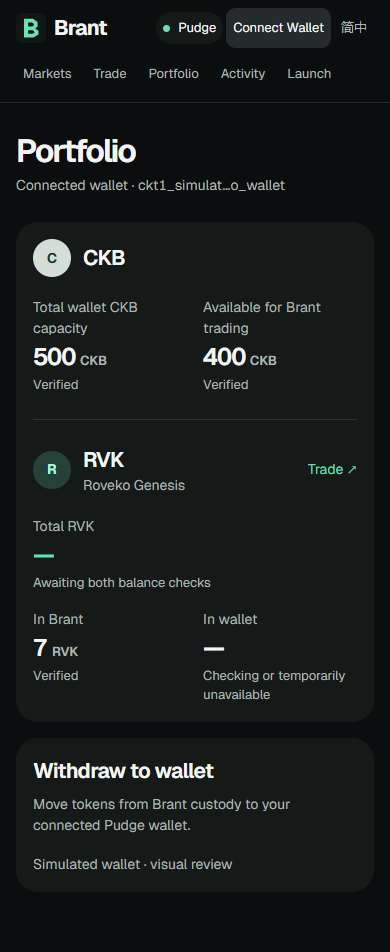 Brant
Pudge
Connect Wallet
简中
Markets Trade Portfolio Activity Launch
Portfolio
Connected wallet · ckt1_simulat…o_wallet
C
CKB
Total wallet CKB
capacity
500 CKB
Verified
Available for Brant
trading
400 CKB
Verified
R
RVK
Roveko Genesis
Trade ↗
Total RVK
—
Awaiting both balance checks
In Brant
7 RVK
Verified
In wallet
—
Checking or temporarily
unavailable
Withdraw to wallet
Move tokens from Brant custody to your
connected Pudge wallet.
Simulated wallet · visual review